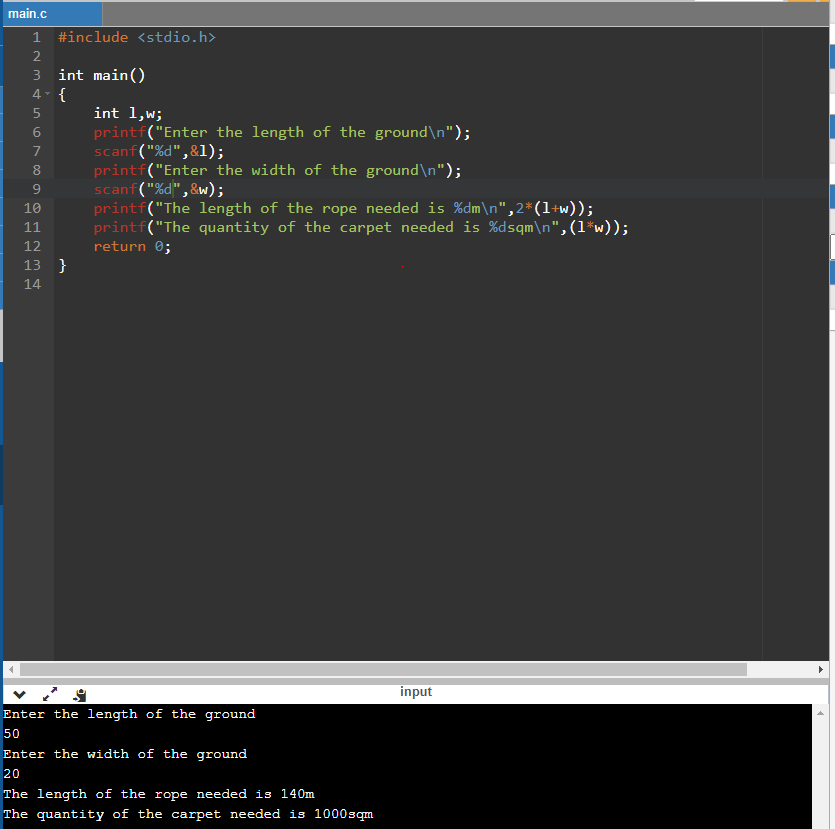 main.c
1 #include <stdio.h>
2
3 int main()
4 {
5     int l,w;
6     printf("Enter the length of the ground\n");
7     scanf("%d",&l);
8     printf("Enter the width of the ground\n");
9     scanf("%d",&w);
10     printf("The length of the rope needed is %dm\n",2*(l+w));
11     printf("The quantity of the carpet needed is %dsqm\n",(l*w));
12     return 0;
13 }
14
input
Enter the length of the ground
50
Enter the width of the ground
20
The length of the rope needed is 140m
The quantity of the carpet needed is 1000sqm